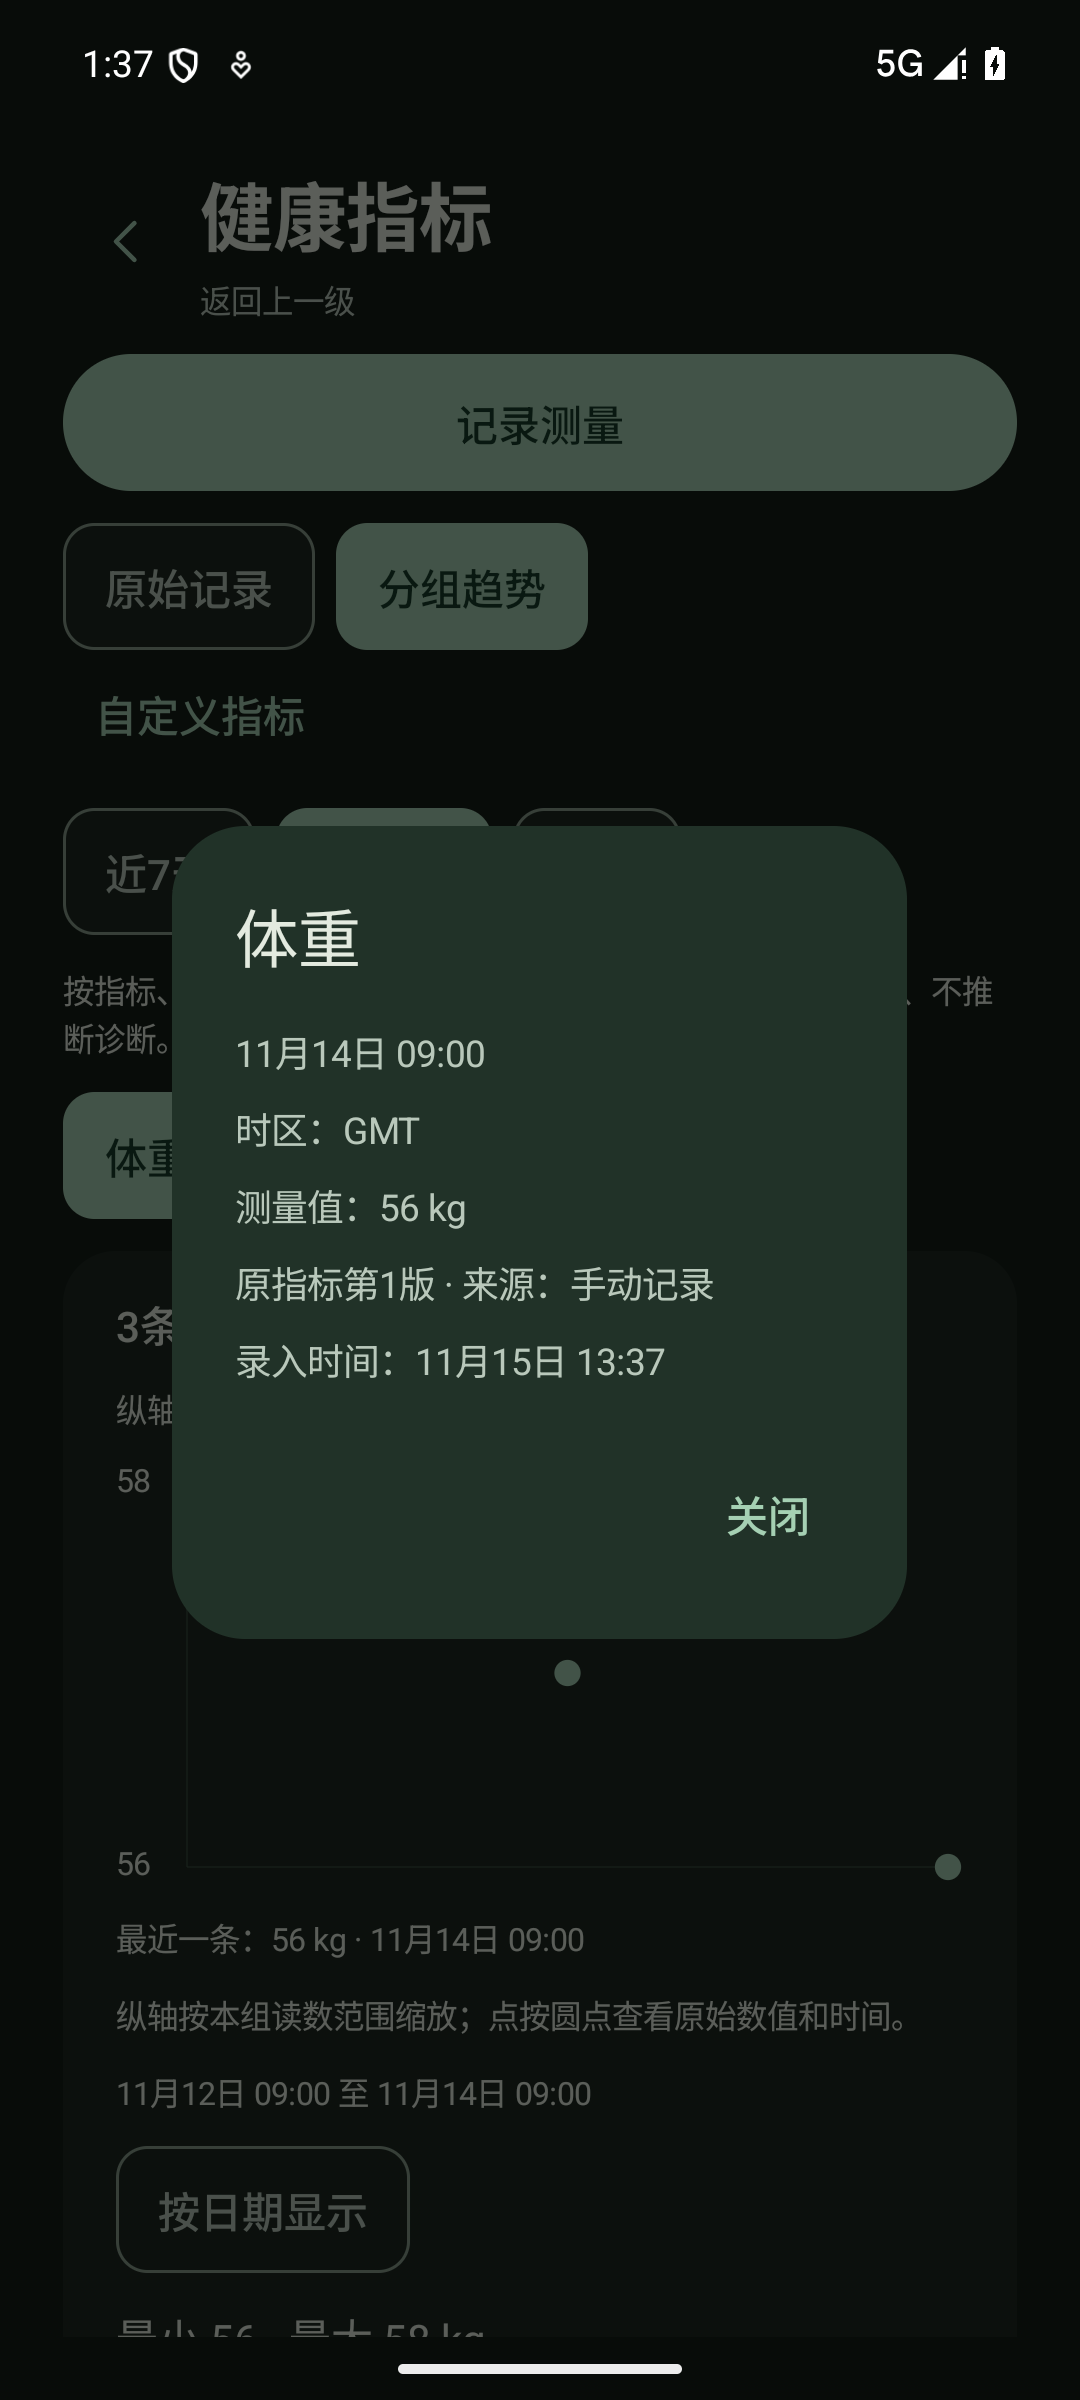 1:37
5G
健康指标
返回上一级
记录测量
原始记录
分组趋势
自定义指标
近7
按指标、
、不推
断诊断。
体重
体重
11月14日 09:00
时区：GMT
测量值：56 kg
原指标第1版 · 来源：手动记录
录入时间：11月15日 13:37
关闭
3条
纵轴
58
56
最近一条：56 kg · 11月14日 09:00
纵轴按本组读数范围缩放；点按圆点查看原始数值和时间。
11月12日 09:00 至 11月14日 09:00
按日期显示
最小 56 最大 58 kg